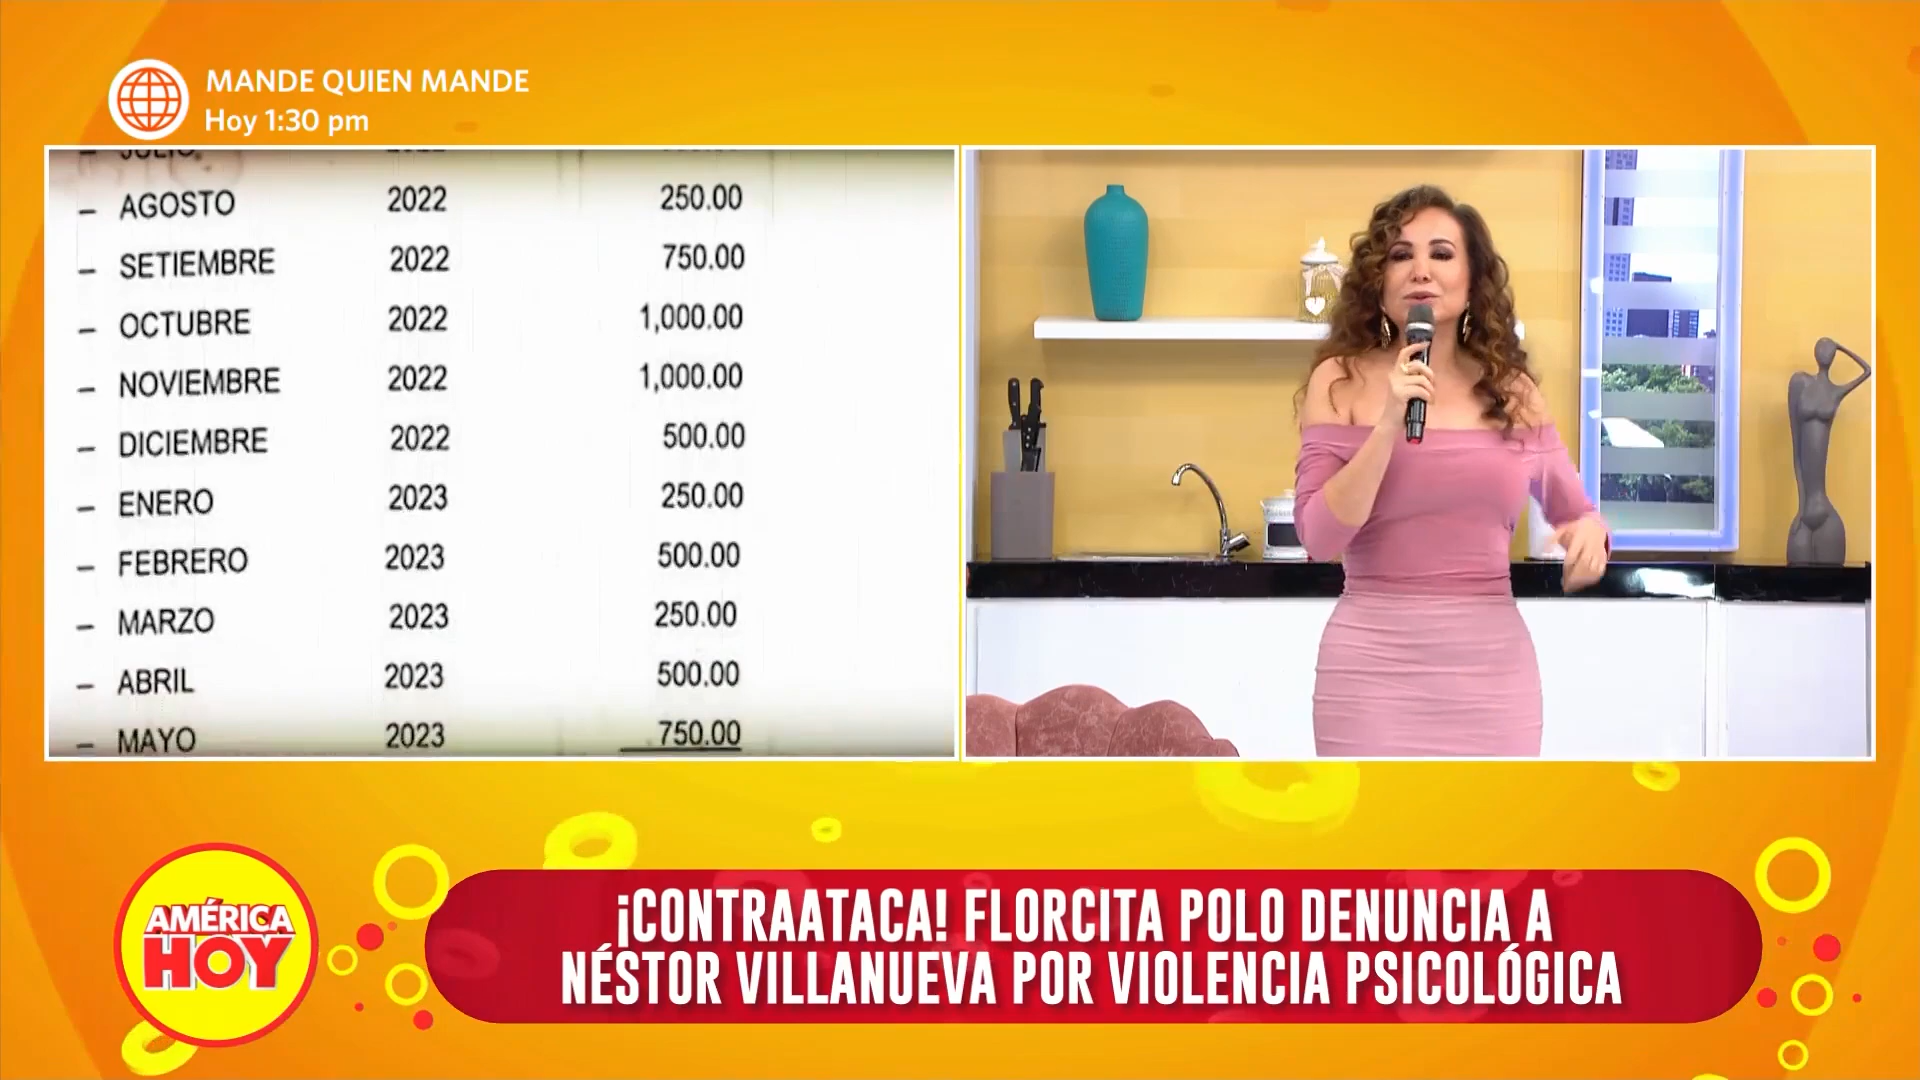 MANDE QUIEN MANDE
Hoy 1:30 pm
– JULIO,
– AGOSTO 2022 250.00
– SETIEMBRE 2022 750.00
– OCTUBRE 2022 1,000.00
– NOVIEMBRE 2022 1,000.00
– DICIEMBRE 2022 500.00
– ENERO 2023 250.00
– FEBRERO 2023 500.00
– MARZO 2023 250.00
– ABRIL 2023 500.00
– MAYO 2023 750.00
AMÉRICA
HOY
¡CONTRAATACA! FLORCITA POLO DENUNCIA A
NÉSTOR VILLANUEVA POR VIOLENCIA PSICOLÓGICA